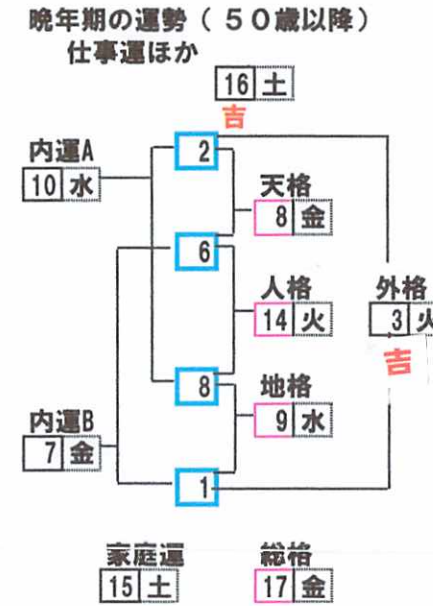 晩年期の運勢(50歳以降)
仕事運ほか
16 土
吉
2
内運A
10 水
天格
8 金
6
人格
14 火
外格
3 火
吉
8
地格
9 水
内運B
7 金
1
家庭運
15 土
総格
17 金